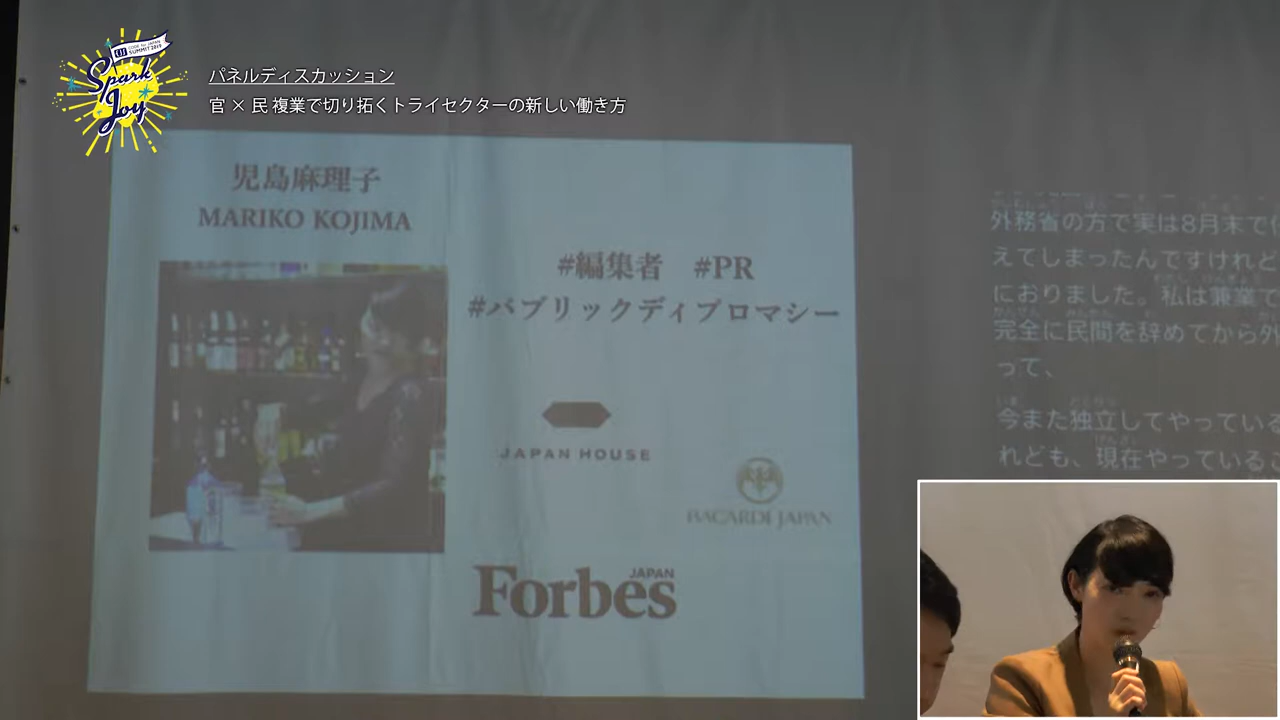 CODE for JAPAN
SUMMIT 2019
Spark
Joy
パネルディスカッション
官 × 民 複業で切り拓くトライセクターの新しい働き方
児島麻理子
MARIKO KOJIMA
#編集者 #PR
#パブリックディプロマシー
JAPAN HOUSE
BACARDI JAPAN
Forbes
JAPAN
外務省の方で実は8月末で
えてしまったんですけれど
におりました。私は兼業で
完全に民間を辞めてから外
って、
今また独立してやっている
れども、現在やっているこ